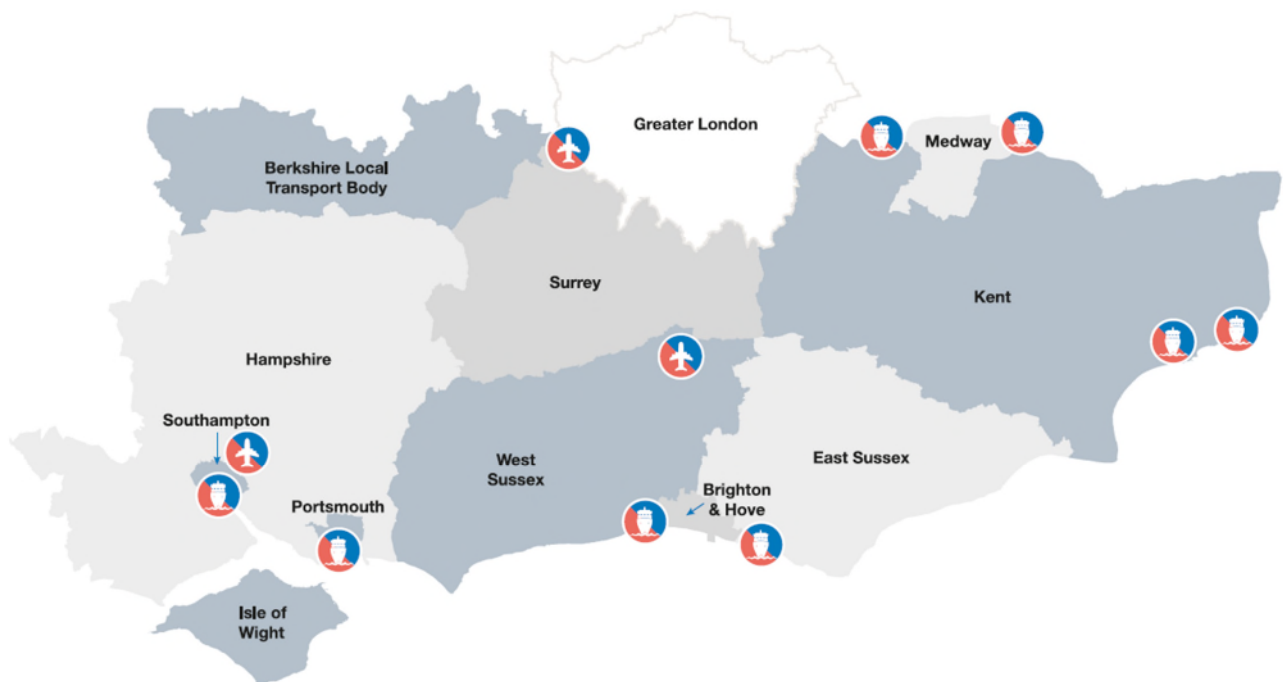 Greater London
Medway
Berkshire Local
Transport Body
Surrey
Kent
Hampshire
Southampton
West
Sussex
East Sussex
Brighton
& Hove
Portsmouth
Isle of
Wight